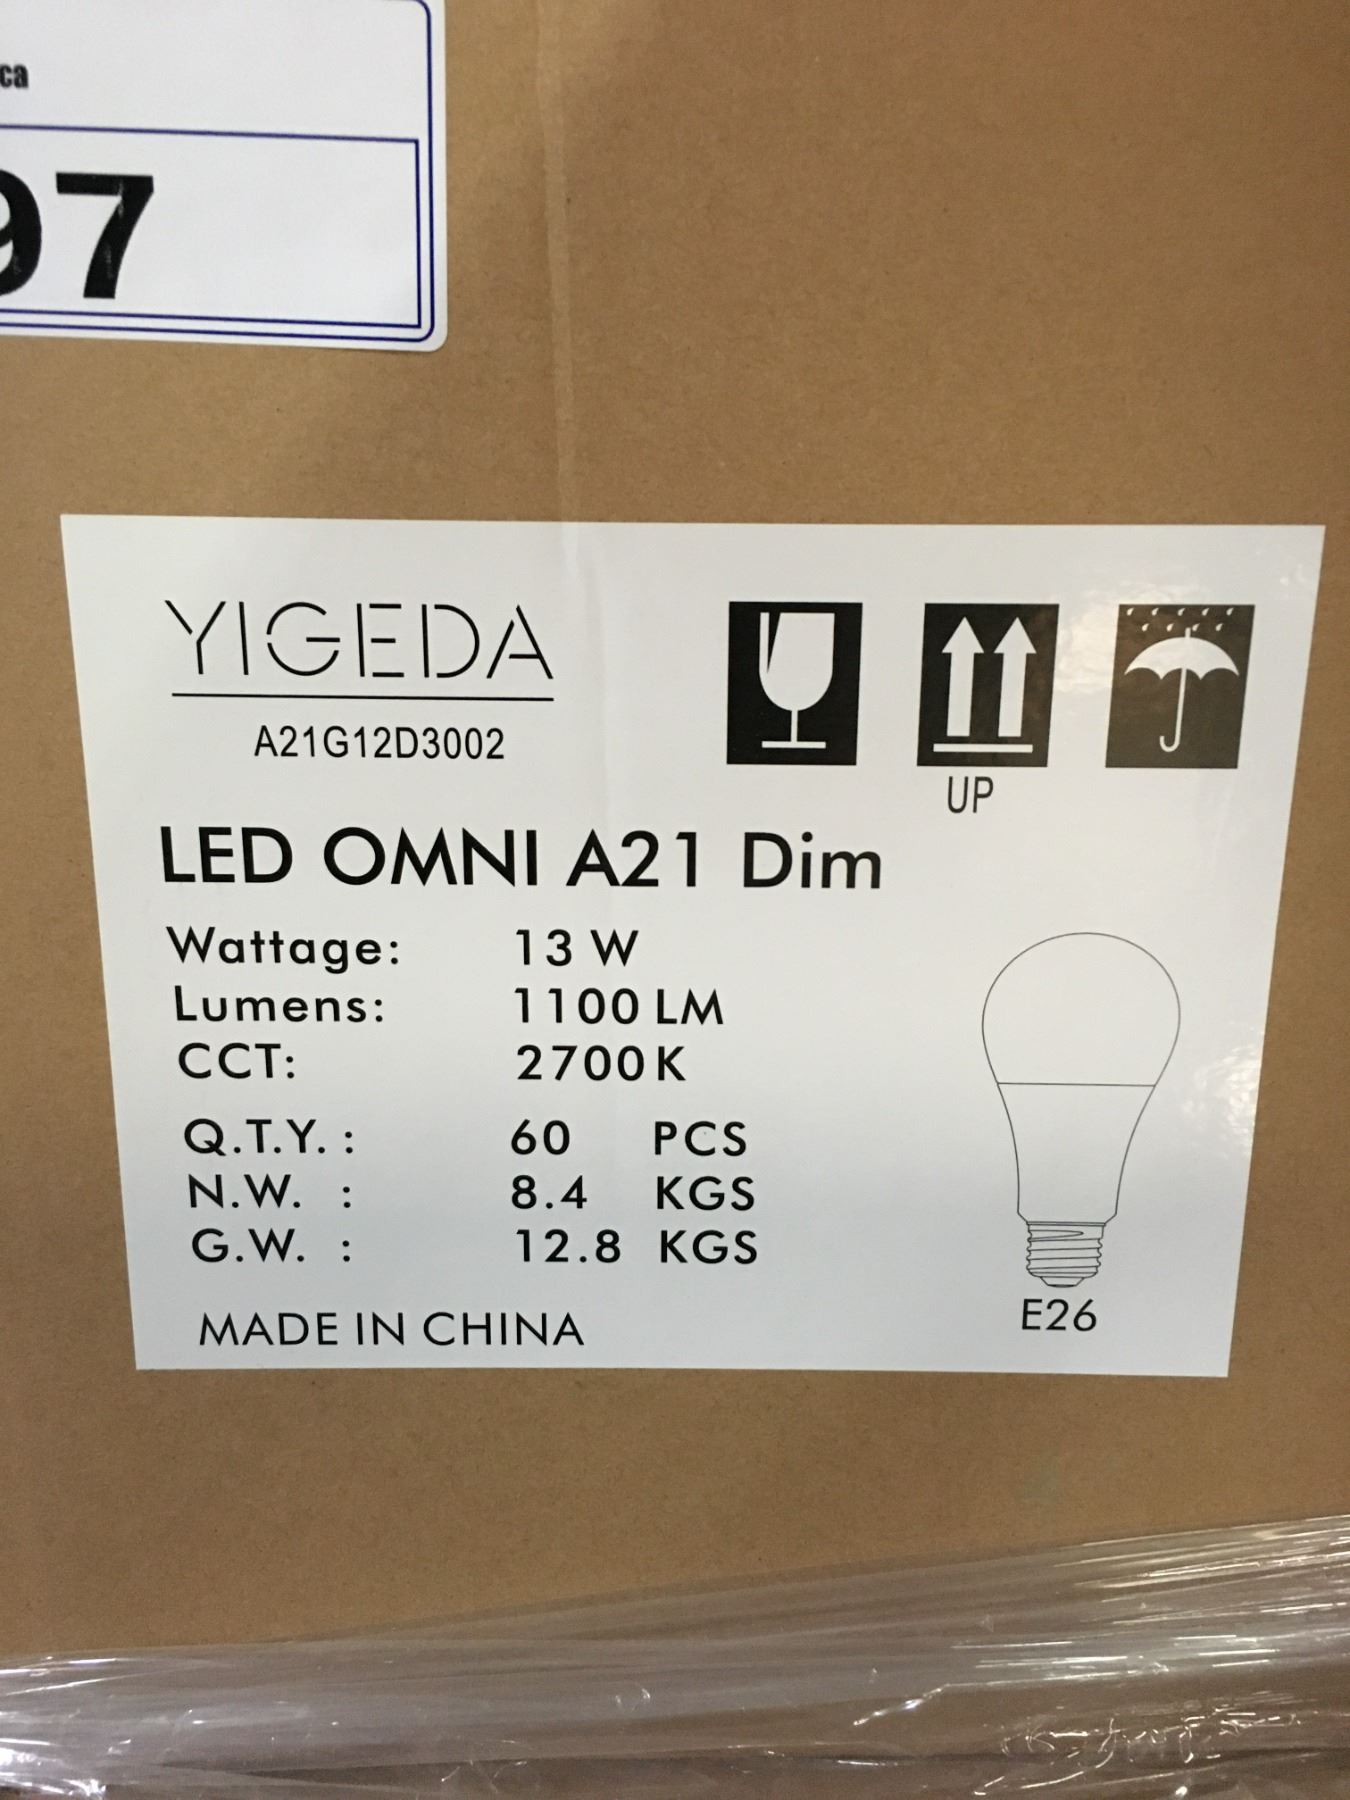 ca
97
YIGEDA
A21G12D3002
UP
LED OMNI A21 Dim
Wattage: 13 W
Lumens: 1100 LM
CCT: 2700 K
Q.T.Y. : 60 PCS
N.W. : 8.4 KGS
G.W. : 12.8 KGS
MADE IN CHINA
E26